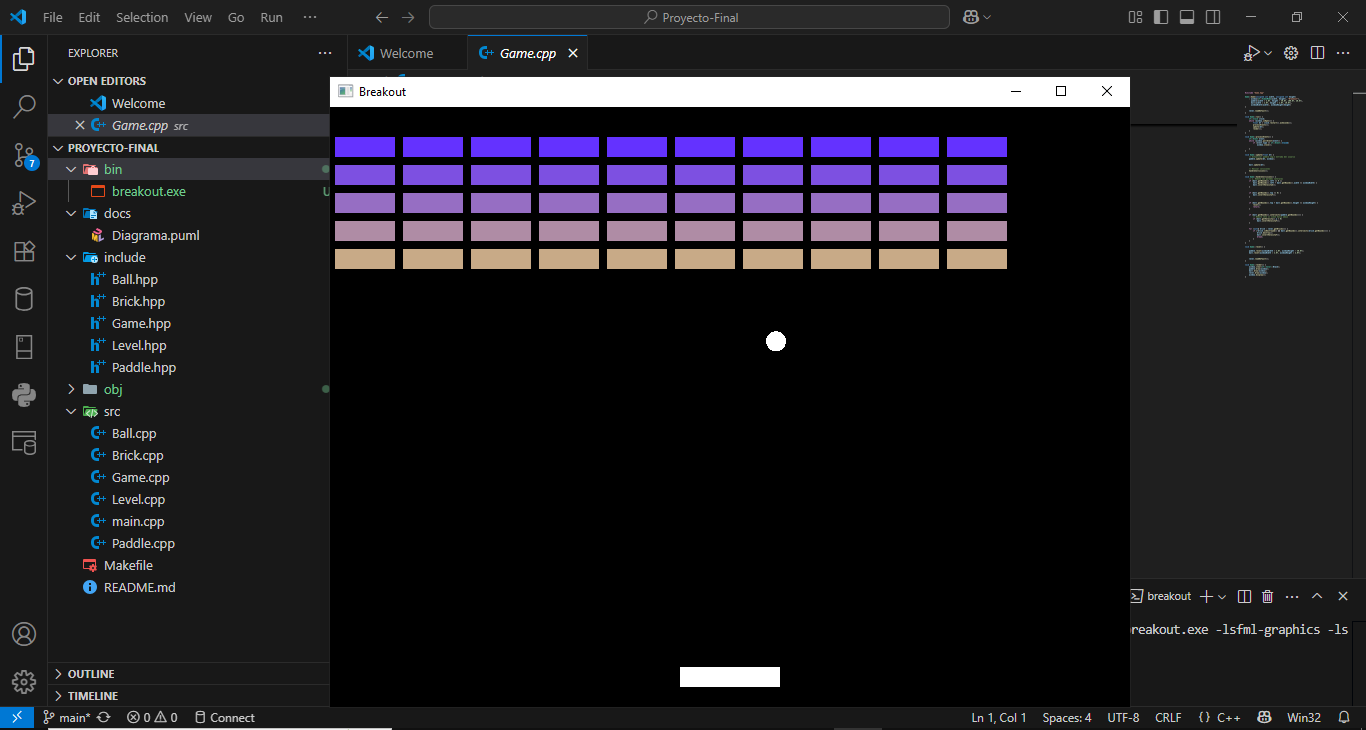 File Edit Selection View Go Run ···
Proyecto-Final
EXPLORER
Welcome
Game.cpp
OPEN EDITORS
Welcome
Game.cpp src
PROYECTO-FINAL
bin
breakout.exe U
docs
Diagrama.puml
include
Ball.hpp
Brick.hpp
Game.hpp
Level.hpp
Paddle.hpp
obj
src
Ball.cpp
Brick.cpp
Game.cpp
Level.cpp
main.cpp
Paddle.cpp
Makefile
README.md
OUTLINE
TIMELINE
7
Breakout
breakout
reakout.exe -lsfml-graphics -ls
main* 0 0 Connect
Ln 1, Col 1 Spaces: 4 UTF-8 CRLF {} C++ Win32